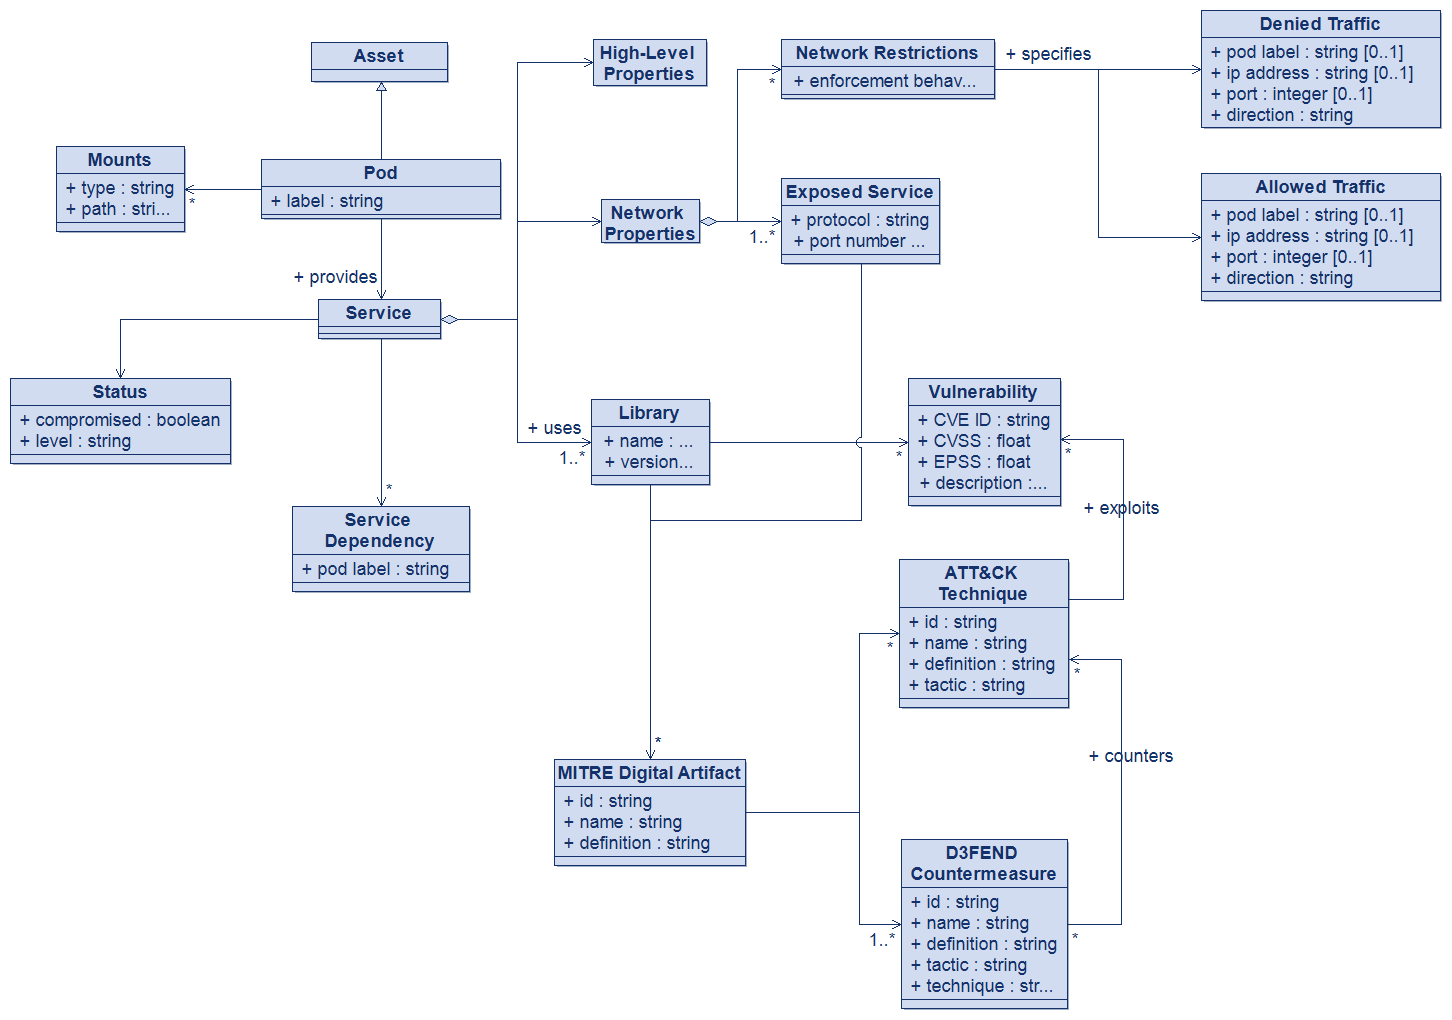 Asset
Mounts
+ type : string
+ path : stri...
*
Pod
+ label : string
+ provides
Service
Status
+ compromised : boolean
+ level : string
*
Service
Dependency
+ pod label : string
High-Level
Properties
Network
Properties
*
Network Restrictions
+ enforcement behav...
+ specifies
1..*
Exposed Service
+ protocol : string
+ port number ...
Denied Traffic
+ pod label : string [0..1]
+ ip address : string [0..1]
+ port : integer [0..1]
+ direction : string
Allowed Traffic
+ pod label : string [0..1]
+ ip address : string [0..1]
+ port : integer [0..1]
+ direction : string
+ uses
1..*
Library
+ name : ...
+ version...
*
Vulnerability
+ CVE ID : string
+ CVSS : float
+ EPSS : float
+ description :...
*
+ exploits
ATT&CK
Technique
+ id : string
+ name : string
+ definition : string
+ tactic : string
*
*
+ counters
*
MITRE Digital Artifact
+ id : string
+ name : string
+ definition : string
1..*
D3FEND
Countermeasure
+ id : string
+ name : string
+ definition : string
+ tactic : string
+ technique : str...
*